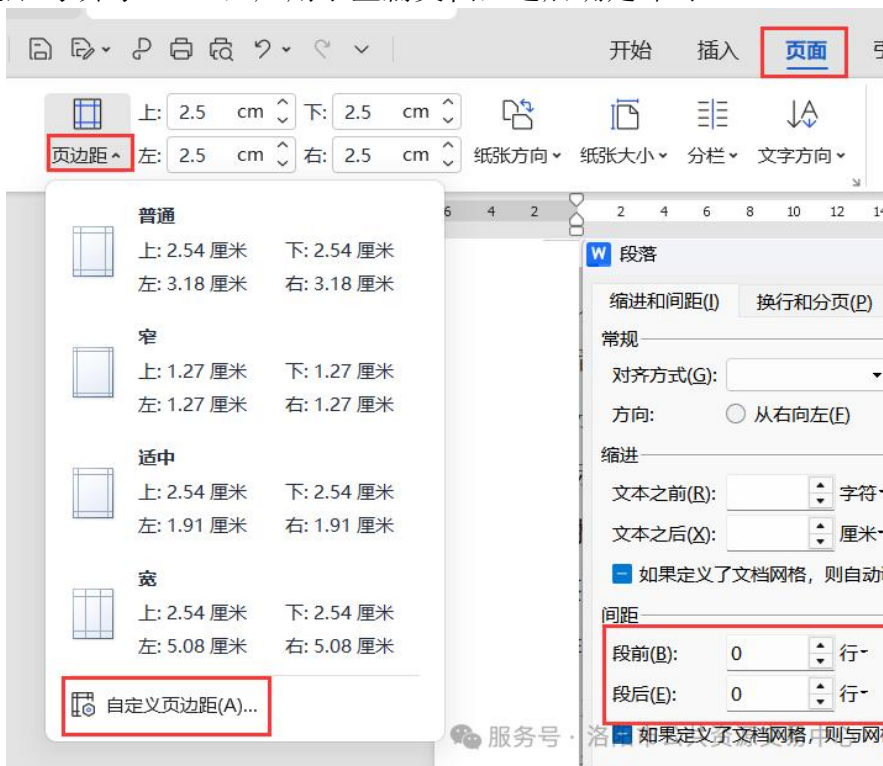 开始 插入 页面
上: 2.5 cm 下: 2.5 cm
页边距 左: 2.5 cm 右: 2.5 cm 纸张方向 纸张大小 分栏 文字方向
6 4 2 2 4 6 8 10 12 14
普通
上: 2.54 厘米 下: 2.54 厘米
左: 3.18 厘米 右: 3.18 厘米
窄
上: 1.27 厘米 下: 1.27 厘米
左: 1.27 厘米 右: 1.27 厘米
适中
上: 2.54 厘米 下: 2.54 厘米
左: 1.91 厘米 右: 1.91 厘米
宽
上: 2.54 厘米 下: 2.54 厘米
左: 5.08 厘米 右: 5.08 厘米
自定义页边距(A)...
W 段落
缩进和间距(I) 换行和分页(P)
常规
对齐方式(G):
方向: 从右向左(F)
缩进
文本之前(R): 字符
文本之后(X): 厘米
如果定义了文档网格，则自动
间距
段前(B): 0 行
段后(E): 0 行
如果定义了文档网格，则与网
服务号 ·